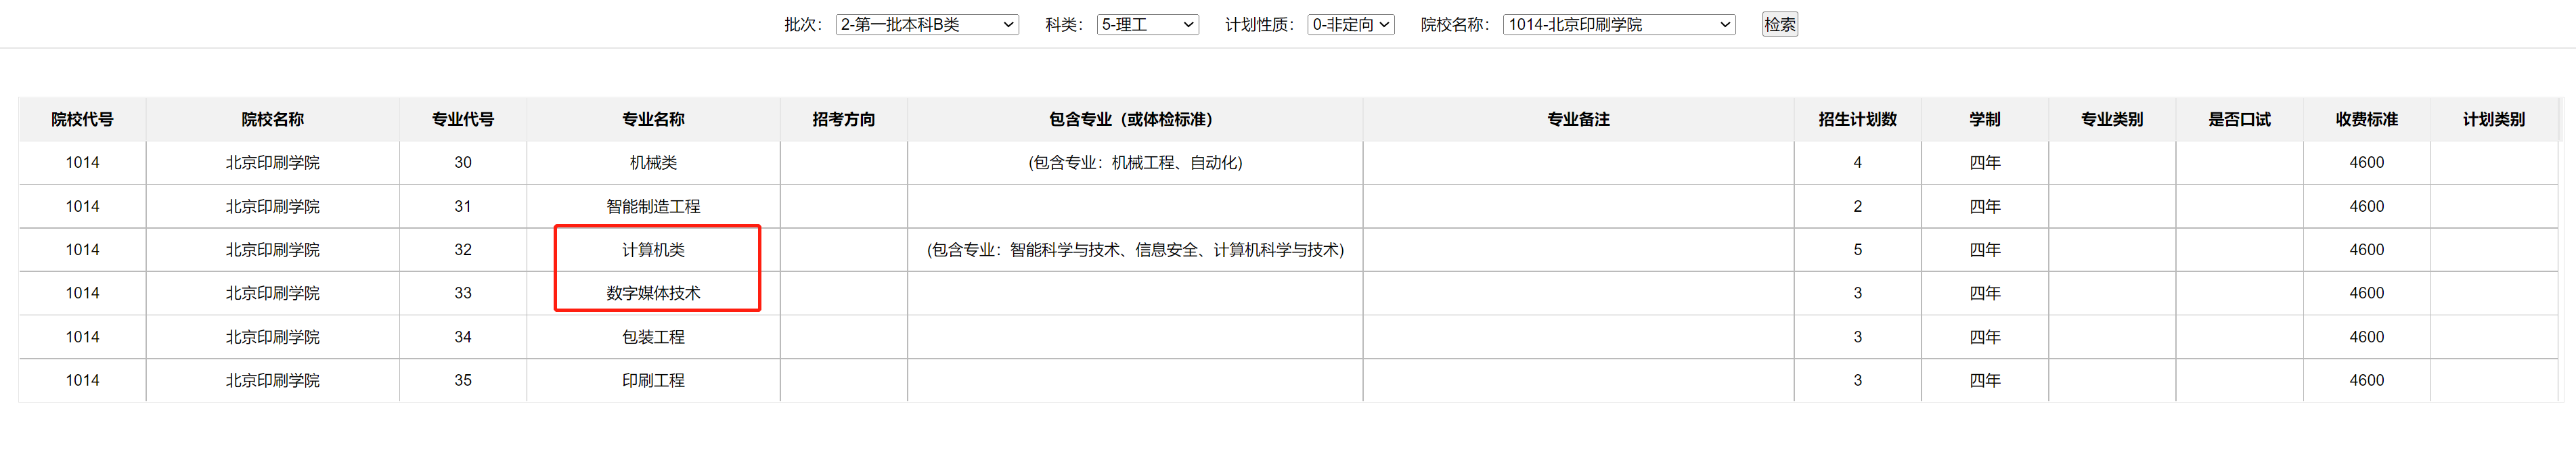 批次： 2-第一批本科B类 科类： 5-理工 计划性质： 0-非定向 院校名称： 1014-北京印刷学院 检索
院校代号 院校名称 专业代号 专业名称 招考方向 包含专业（或体检标准） 专业备注 招生计划数 学制 专业类别 是否口试 收费标准 计划类别
1014 北京印刷学院 30 机械类 (包含专业：机械工程、自动化) 4 四年 4600
1014 北京印刷学院 31 智能制造工程 2 四年 4600
1014 北京印刷学院 32 计算机类 (包含专业：智能科学与技术、信息安全、计算机科学与技术) 5 四年 4600
1014 北京印刷学院 33 数字媒体技术 3 四年 4600
1014 北京印刷学院 34 包装工程 3 四年 4600
1014 北京印刷学院 35 印刷工程 3 四年 4600